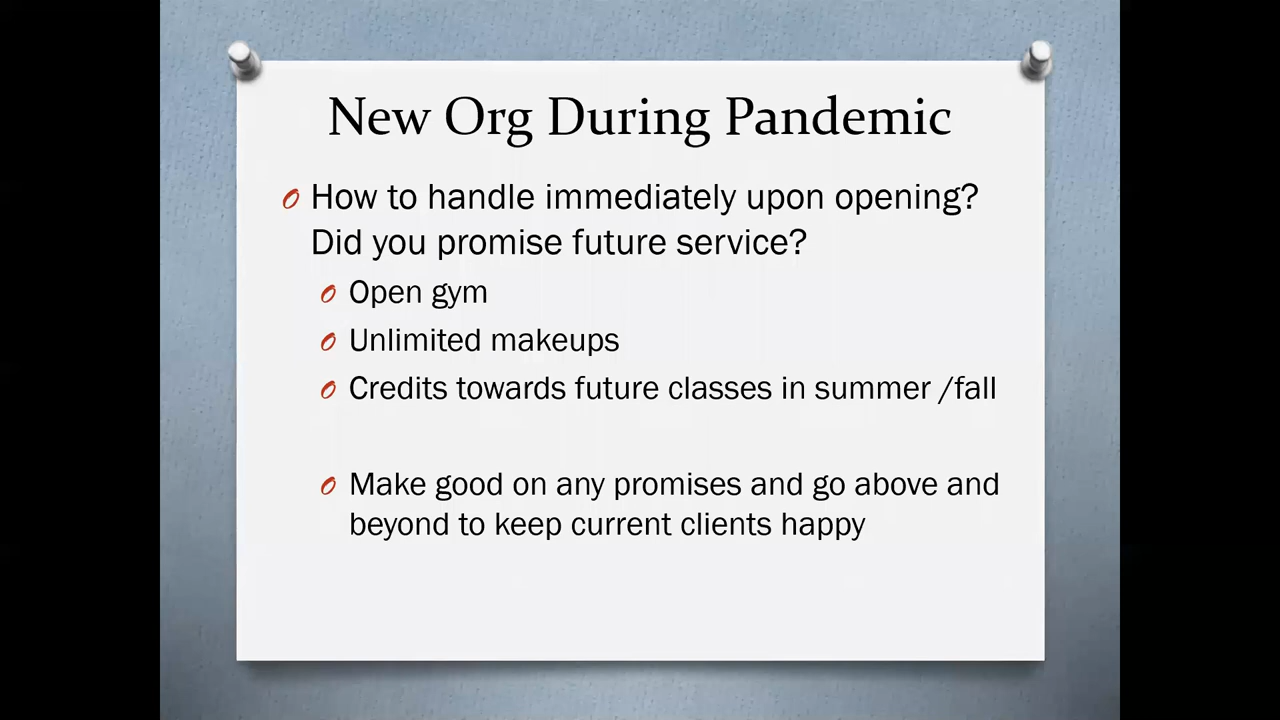 New Org During Pandemic
How to handle immediately upon opening?
Did you promise future service?
Open gym
Unlimited makeups
Credits towards future classes in summer /fall
Make good on any promises and go above and
beyond to keep current clients happy